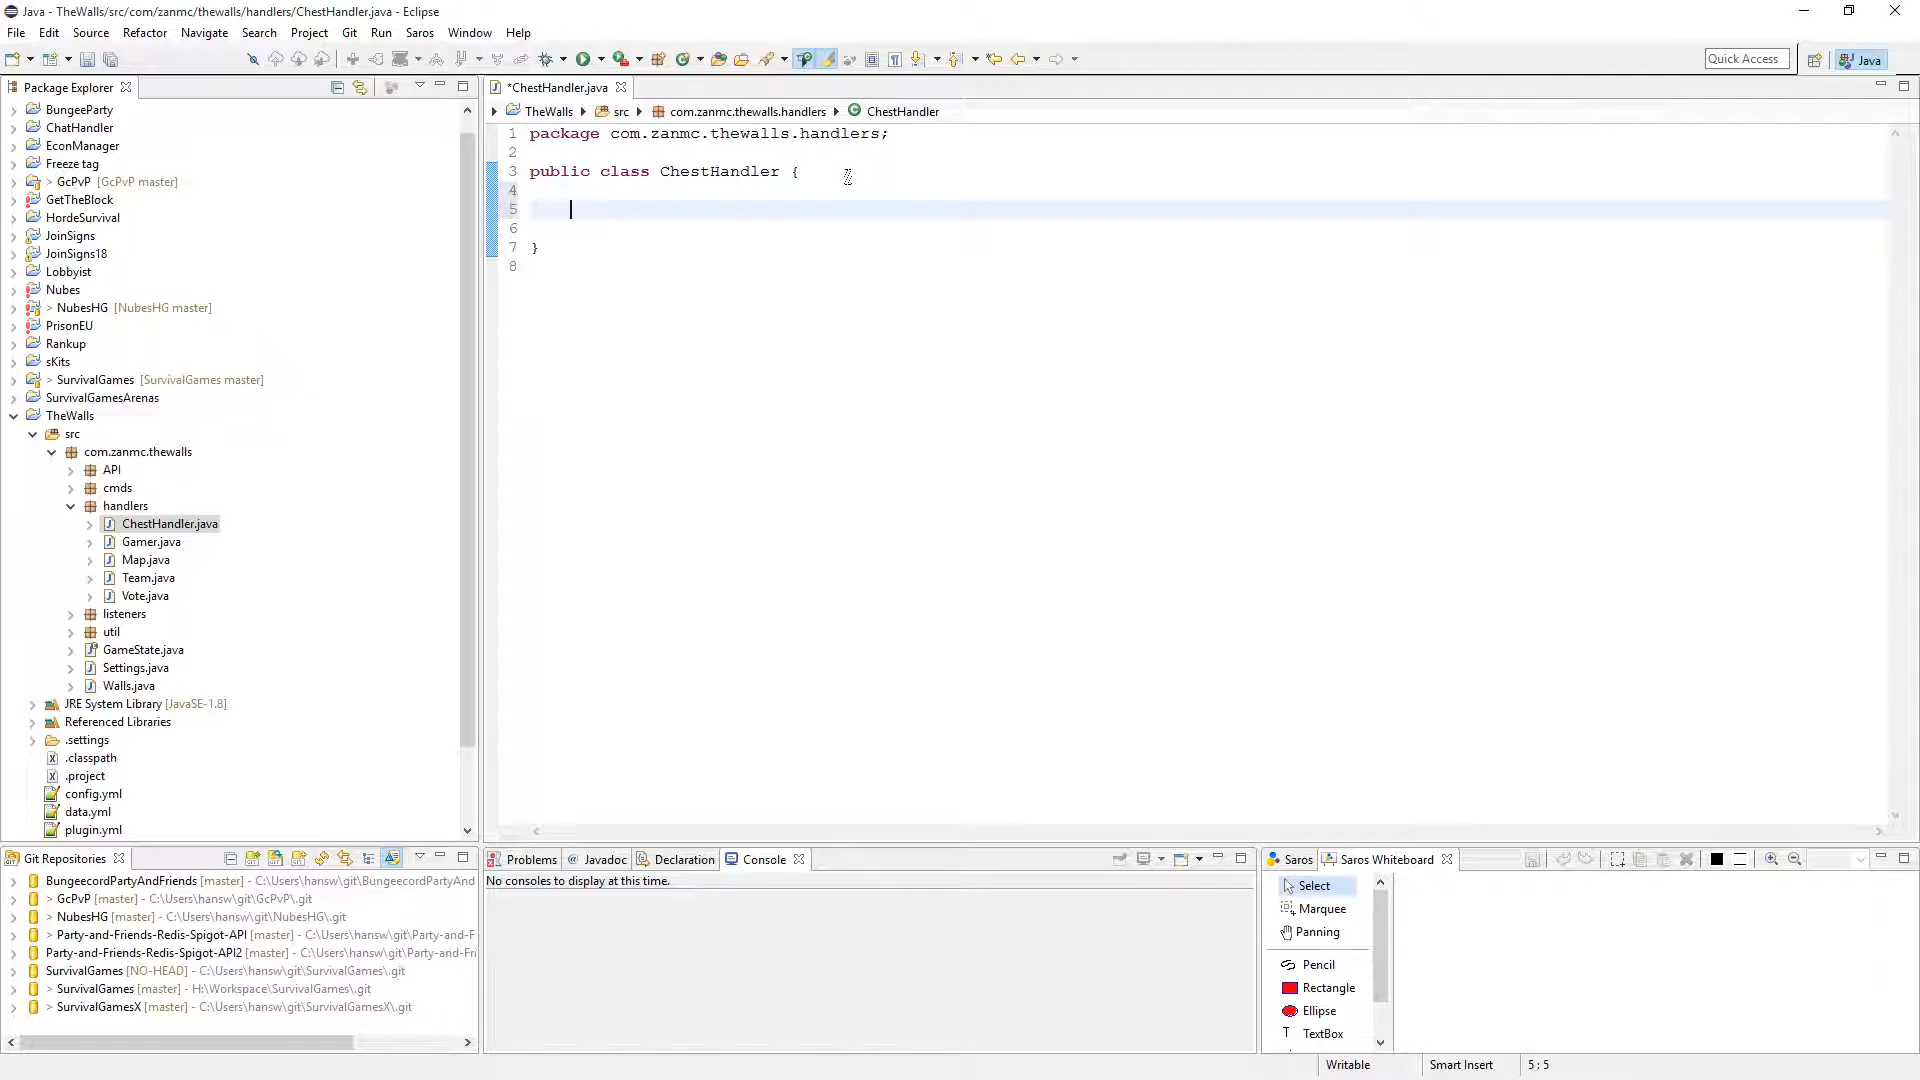 Java - TheWalls/src/com/zanmc/thewalls/handlers/ChestHandler.java - Eclipse
File Edit Source Refactor Navigate Search Project Git Run Saros Window Help
Quick Access
Java
Package Explorer
BungeeParty
ChatHandler
EconManager
Freeze tag
> GcPvP [GcPvP master]
GetTheBlock
HordeSurvival
JoinSigns
JoinSigns18
Lobbyist
Nubes
> NubesHG [NubesHG master]
PrisonEU
Rankup
sKits
> SurvivalGames [SurvivalGames master]
SurvivalGamesArenas
TheWalls
src
com.zanmc.thewalls
API
cmds
handlers
ChestHandler.java
Gamer.java
Map.java
Team.java
Vote.java
listeners
util
GameState.java
Settings.java
Walls.java
JRE System Library [JavaSE-1.8]
Referenced Libraries
.settings
.classpath
.project
config.yml
data.yml
plugin.yml
*ChestHandler.java
TheWalls src com.zanmc.thewalls.handlers ChestHandler
1 package com.zanmc.thewalls.handlers;
2
3 public class ChestHandler {
4
5
6
7 }
8
Git Repositories
BungeecordPartyAndFriends [master] - C:\Users\hansw\git\BungeecordPartyAnd
> GcPvP [master] - C:\Users\hansw\git\GcPvP\.git
> NubesHG [master] - C:\Users\hansw\git\NubesHG\.git
> Party-and-Friends-Redis-Spigot-API [master] - C:\Users\hansw\git\Party-and-F
Party-and-Friends-Redis-Spigot-API2 [master] - C:\Users\hansw\git\Party-and-Fri
SurvivalGames [NO-HEAD] - C:\Users\hansw\git\SurvivalGames\.git
> SurvivalGames [master] - H:\Workspace\SurvivalGames\.git
> SurvivalGamesX [master] - C:\Users\hansw\git\SurvivalGamesX\.git
Problems @ Javadoc Declaration Console
No consoles to display at this time.
Saros Saros Whiteboard
Select
Marquee
Panning
Pencil
Rectangle
Ellipse
T TextBox
Writable Smart Insert 5 : 5